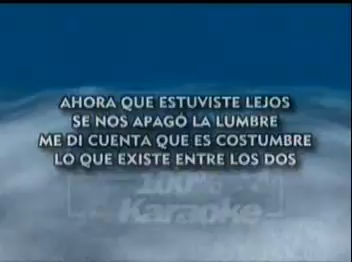 AHORA QUE ESTUVISTE LEJOS
SE NOS APAGÓ LA LUMBRE
ME DI CUENTA QUE ES COSTUMBRE
LO QUE EXISTE ENTRE LOS DOS
100%
Karaoke